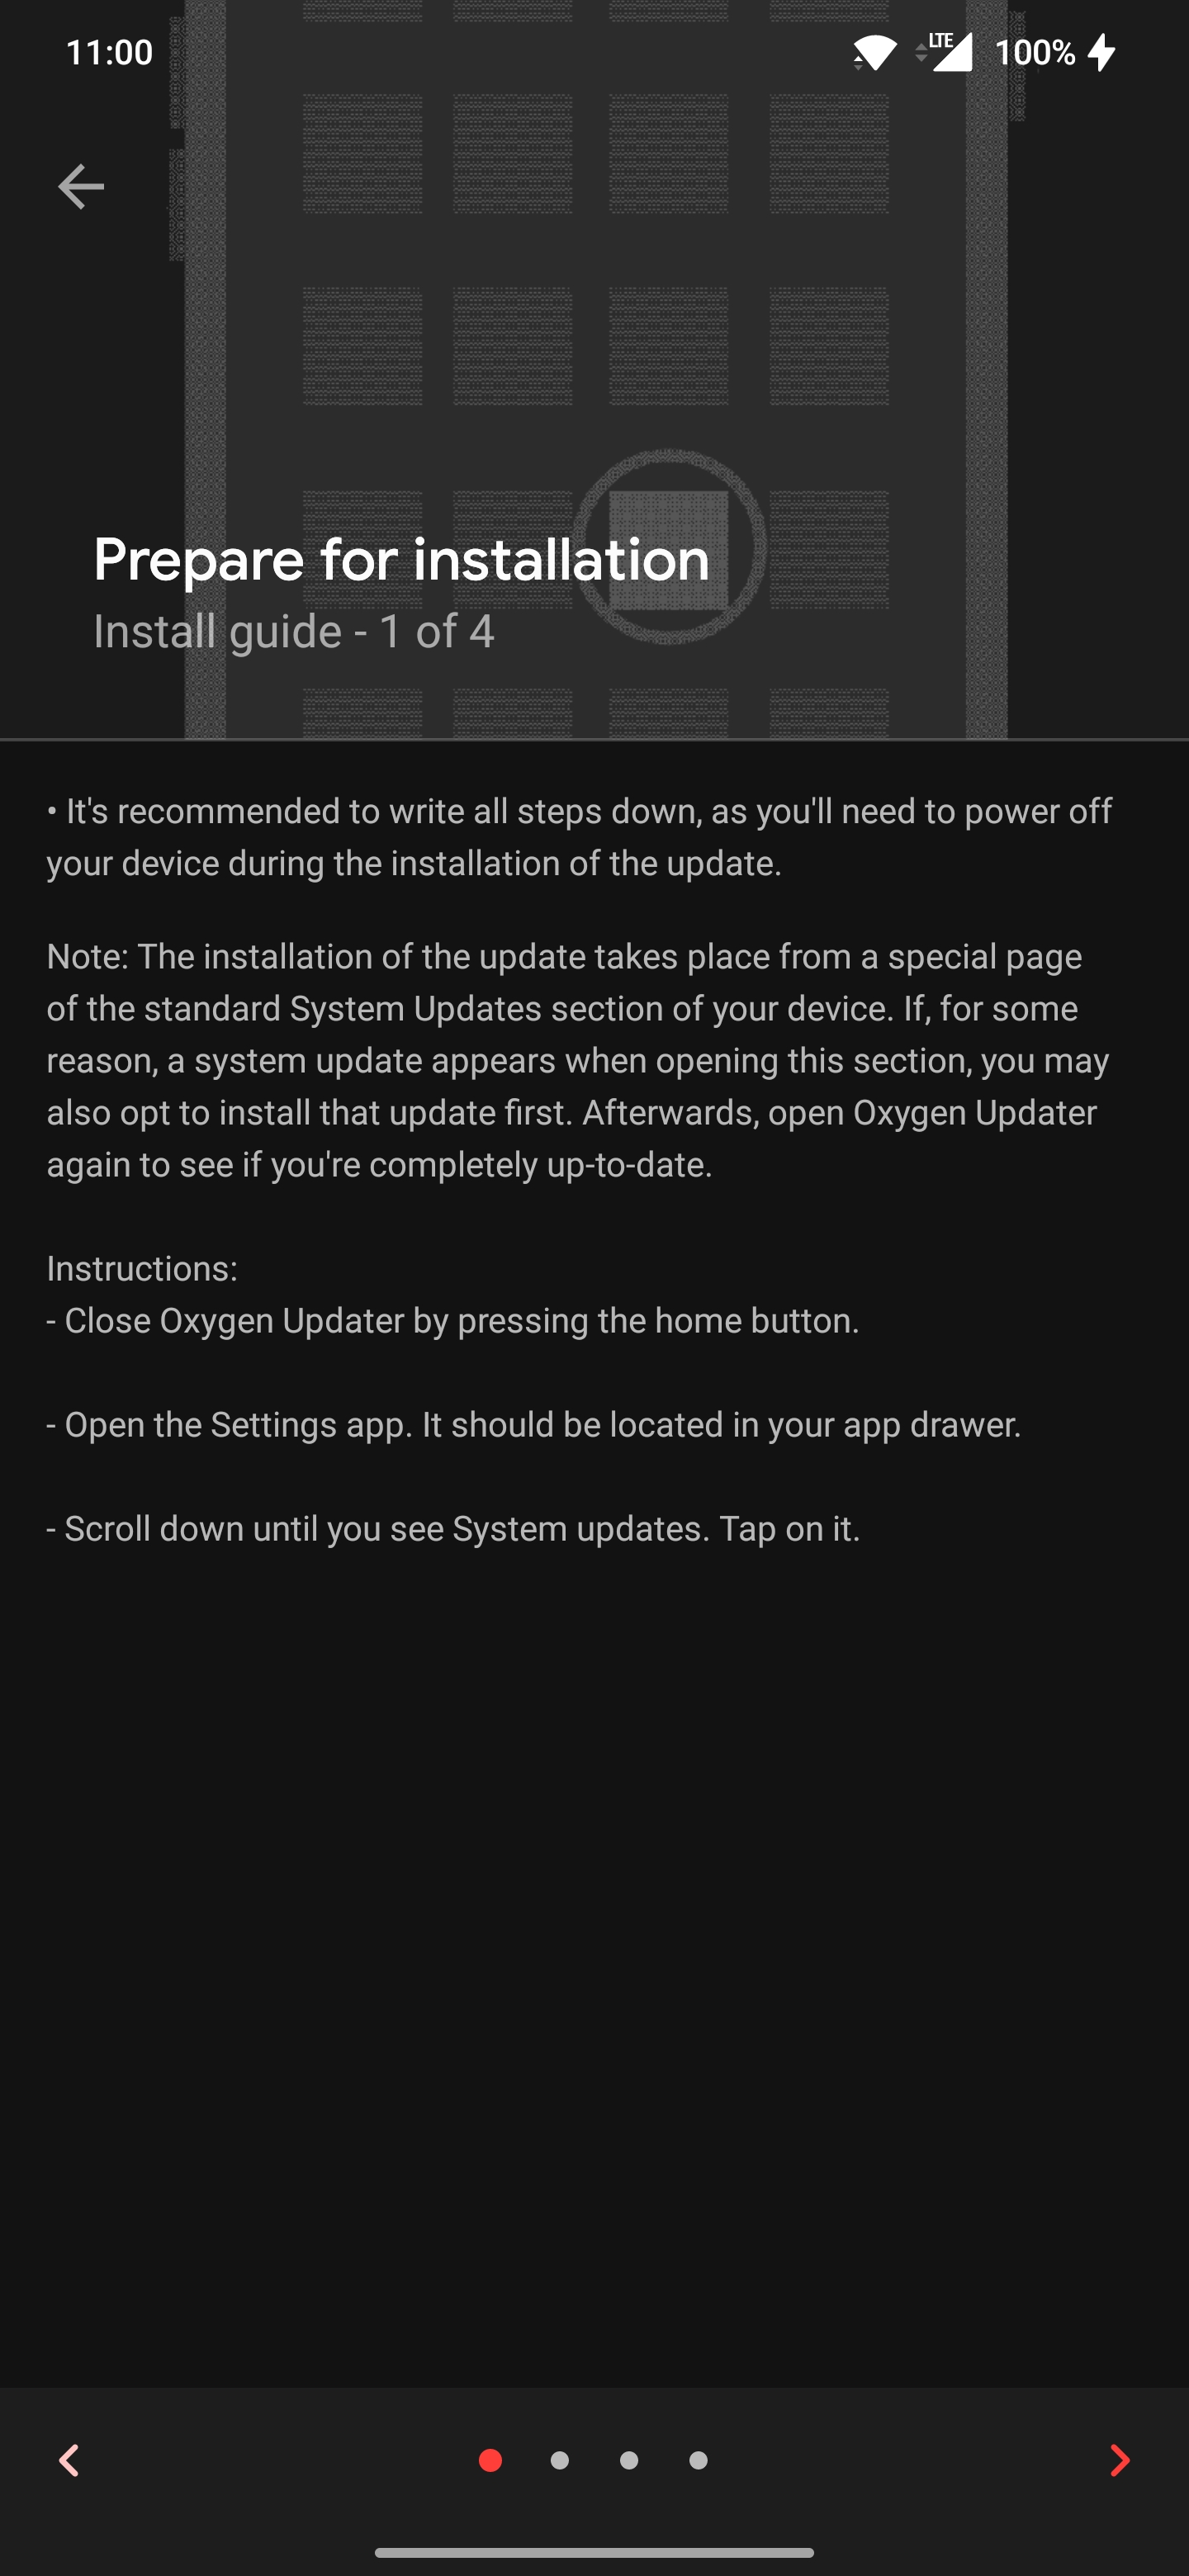 11:00
LTE
100%
Prepare for installation
Install guide - 1 of 4
• It's recommended to write all steps down, as you'll need to power off
your device during the installation of the update.
Note: The installation of the update takes place from a special page
of the standard System Updates section of your device. If, for some
reason, a system update appears when opening this section, you may
also opt to install that update first. Afterwards, open Oxygen Updater
again to see if you're completely up-to-date.
Instructions:
- Close Oxygen Updater by pressing the home button.
- Open the Settings app. It should be located in your app drawer.
- Scroll down until you see System updates. Tap on it.